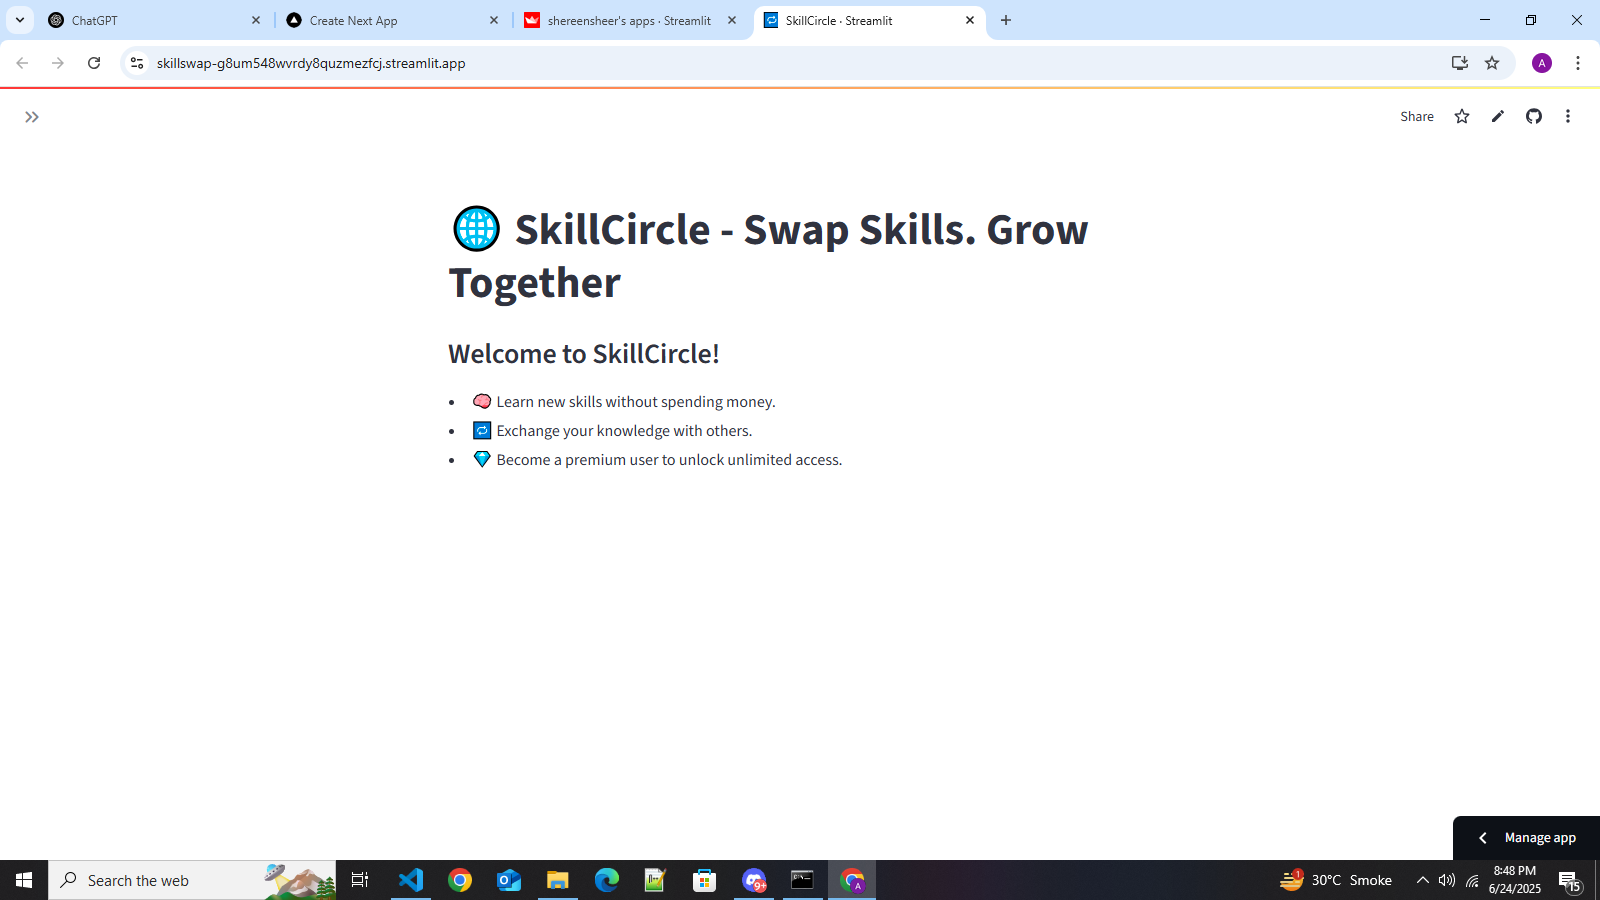 ChatGPT
Create Next App
shereensheer's apps · Streamlit
SkillCircle · Streamlit
skillswap-g8um548wvrdy8quzmezfcj.streamlit.app
A
Share
SkillCircle - Swap Skills. Grow
Together
Welcome to SkillCircle!
• Learn new skills without spending money.
• Exchange your knowledge with others.
• Become a premium user to unlock unlimited access.
Manage app
Search the web
9+
A
1
30°C Smoke
8:48 PM
6/24/2025
15